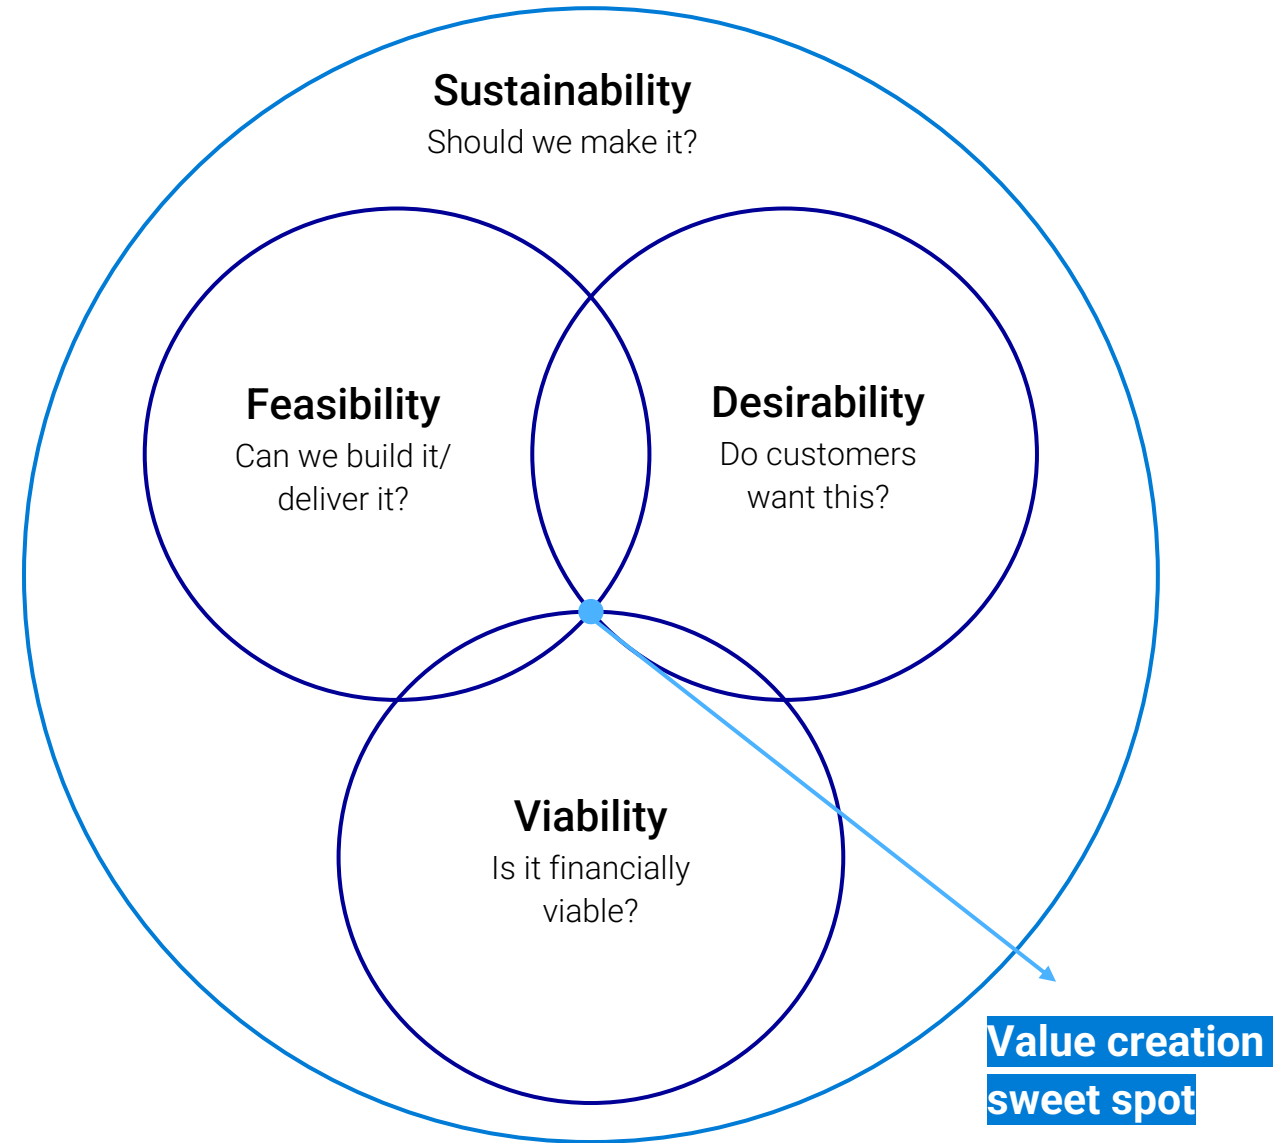 Sustainability
Should we make it?
Feasibility
Can we build it/
deliver it?
Desirability
Do customers
want this?
Viability
Is it financially
viable?
Value creation
sweet spot